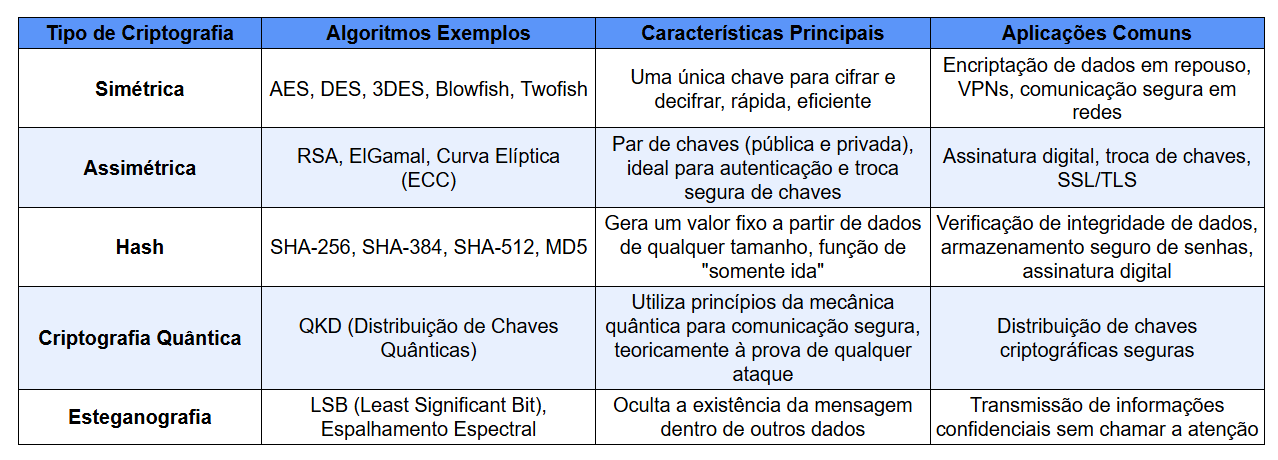 Tipo de Criptografia
Algoritmos Exemplos
Características Principais
Aplicações Comuns
Simétrica
AES, DES, 3DES, Blowfish, Twofish
Uma única chave para cifrar e
decifrar, rápida, eficiente
Encriptação de dados em repouso,
VPNs, comunicação segura em
redes
Assimétrica
RSA, ElGamal, Curva Elíptica
(ECC)
Par de chaves (pública e privada),
ideal para autenticação e troca
segura de chaves
Assinatura digital, troca de chaves,
SSL/TLS
Hash
SHA-256, SHA-384, SHA-512, MD5
Gera um valor fixo a partir de dados
de qualquer tamanho, função de
"somente ida"
Verificação de integridade de dados,
armazenamento seguro de senhas,
assinatura digital
Criptografia Quântica
QKD (Distribuição de Chaves
Quânticas)
Utiliza princípios da mecânica
quântica para comunicação segura,
teoricamente à prova de qualquer
ataque
Distribuição de chaves
criptográficas seguras
Esteganografia
LSB (Least Significant Bit),
Espalhamento Espectral
Oculta a existência da mensagem
dentro de outros dados
Transmissão de informações
confidenciais sem chamar a atenção